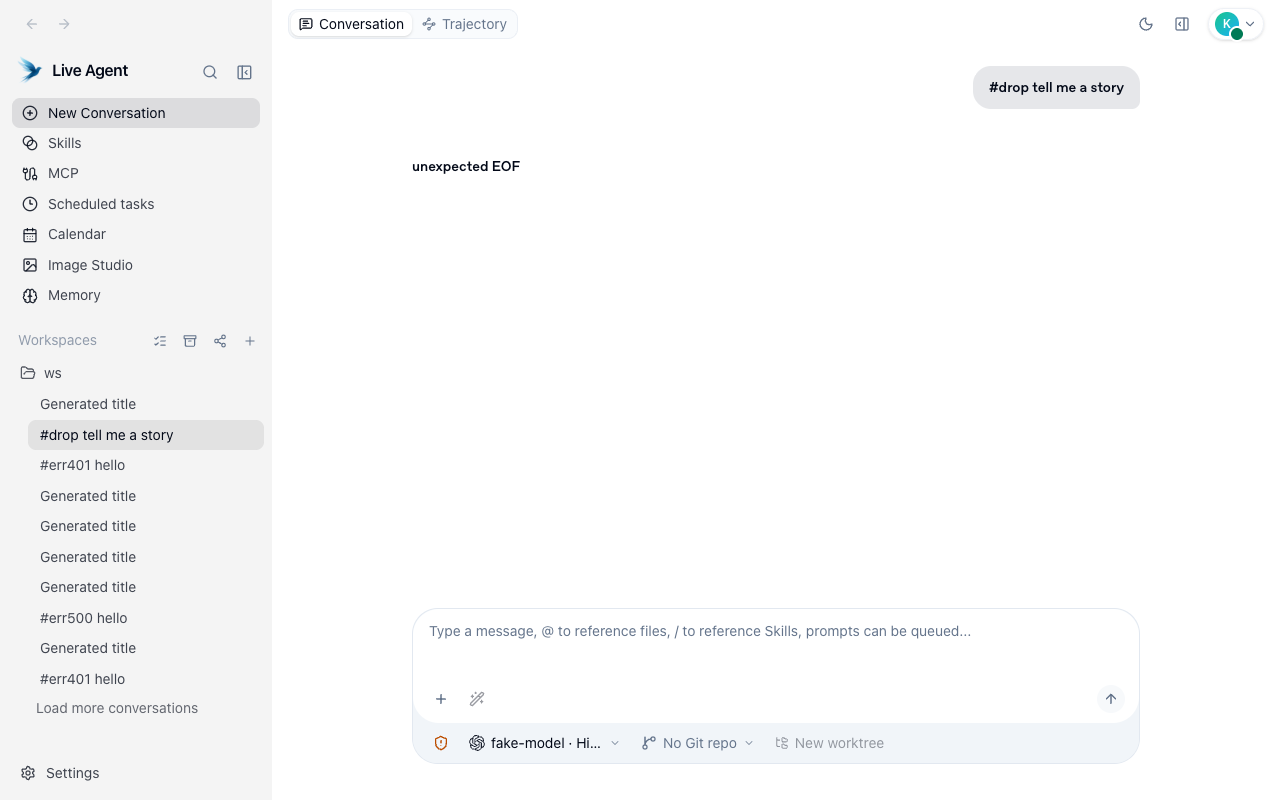 Conversation
Trajectory
K
Live Agent
New Conversation
Skills
MCP
Scheduled tasks
Calendar
Image Studio
Memory
Workspaces
ws
Generated title
#drop tell me a story
#err401 hello
Generated title
Generated title
Generated title
Generated title
#err500 hello
Generated title
#err401 hello
Load more conversations
Settings
#drop tell me a story
unexpected EOF
Type a message, @ to reference files, / to reference Skills, prompts can be queued...
fake-model · Hi...
No Git repo
New worktree